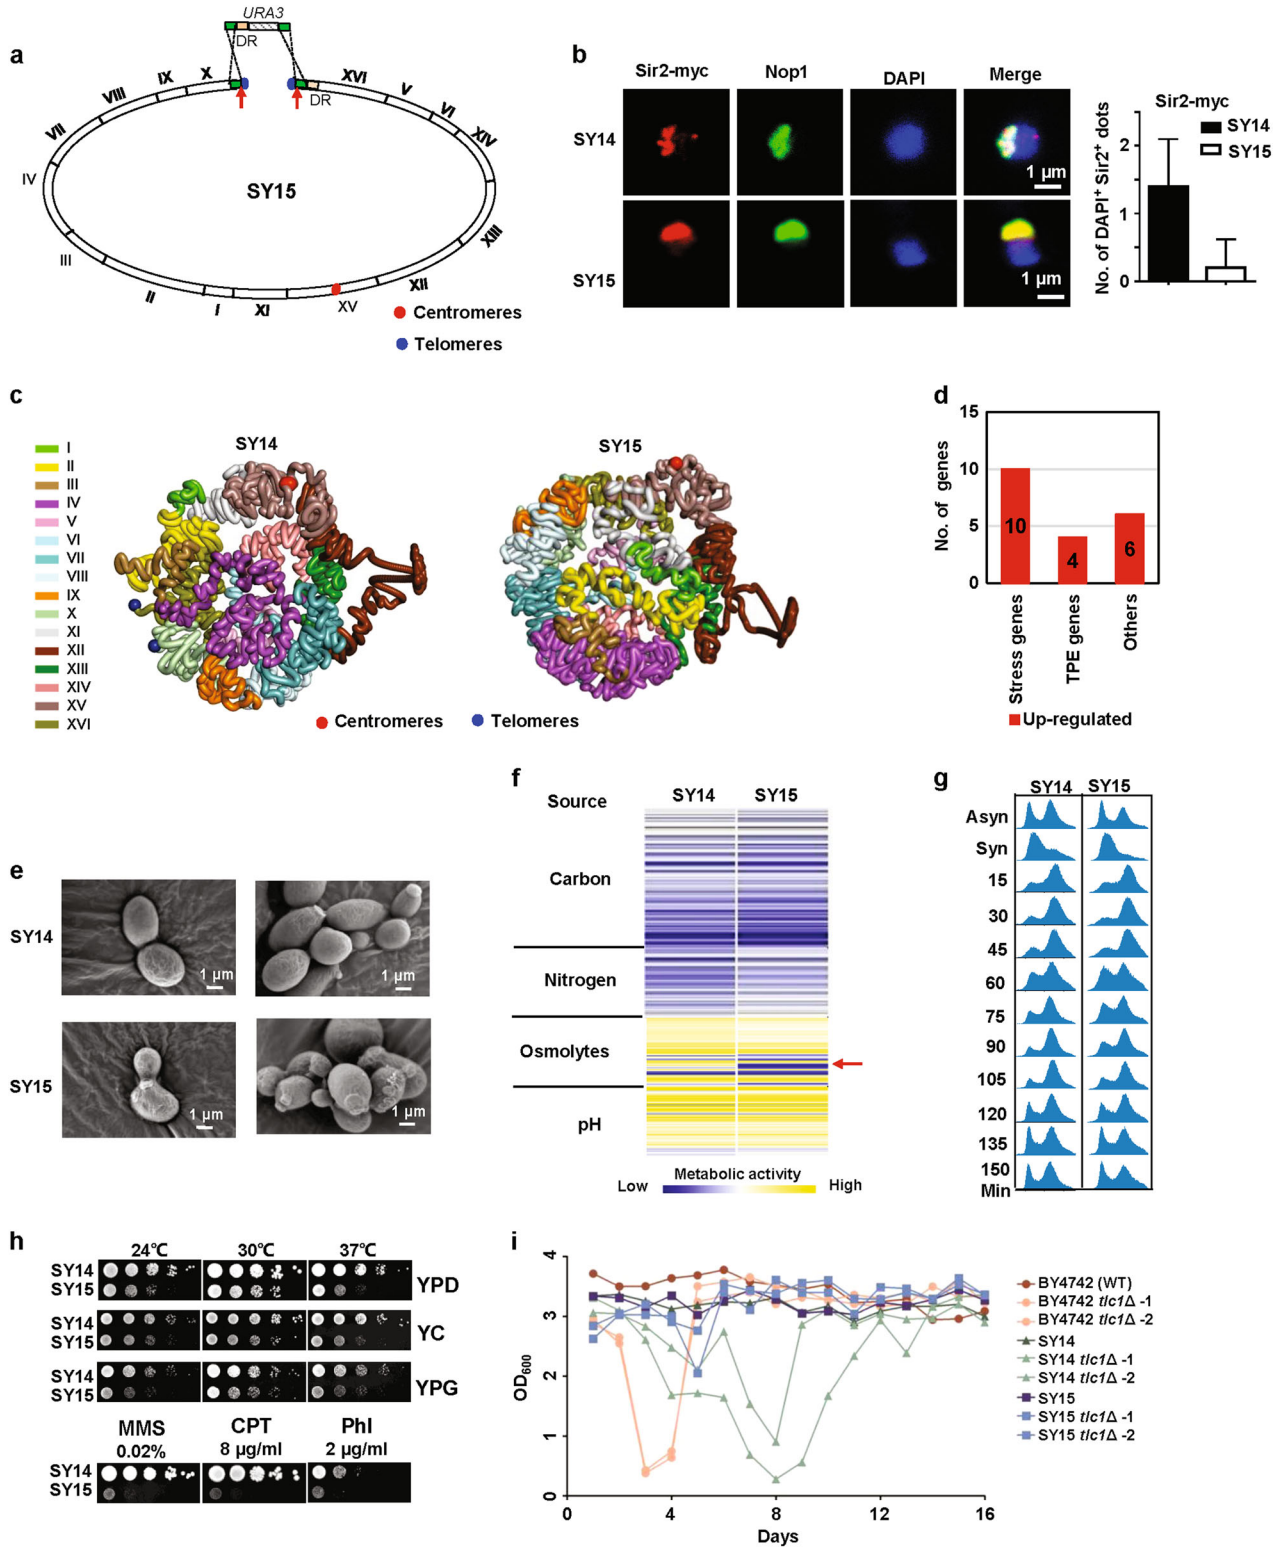 a
URA3
DR
X
IX
VIII
VII
IV
III
II
I
XI
XV
XII
XIII
XIV
VI
V
XVI
DR
SY15
Centromeres
Telomeres
b
Sir2-myc Nop1 DAPI Merge
SY14
1 µm
SY15
1 µm
Sir2-myc
SY14
SY15
No. of DAPI⁺ Sir2⁺ dots
2
1
0
c
SY14 SY15
I
II
III
IV
V
VI
VII
VIII
IX
X
XI
XII
XIII
XIV
XV
XVI
Centromeres Telomeres
d
No. of genes
15
10
5
0
10
4
6
Stress genes
TPE genes
Others
Up-regulated
e
SY14
1 µm
1 µm
SY15
1 µm
1 µm
f
Source SY14 SY15
Carbon
Nitrogen
Osmolytes
pH
Metabolic activity
Low High
g
SY14 SY15
Asyn
Syn
15
30
45
60
75
90
105
120
135
150
Min
h
24℃ 30℃ 37℃
SY14
SY15
YPD
SY14
SY15
YC
SY14
SY15
YPG
MMS CPT Phl
0.02% 8 µg/ml 2 µg/ml
SY14
SY15
i
OD₆₀₀
4
3
2
1
0
0 4 8 12 16
Days
BY4742 (WT)
BY4742 tlc1Δ -1
BY4742 tlc1Δ -2
SY14
SY14 tlc1Δ -1
SY14 tlc1Δ -2
SY15
SY15 tlc1Δ -1
SY15 tlc1Δ -2